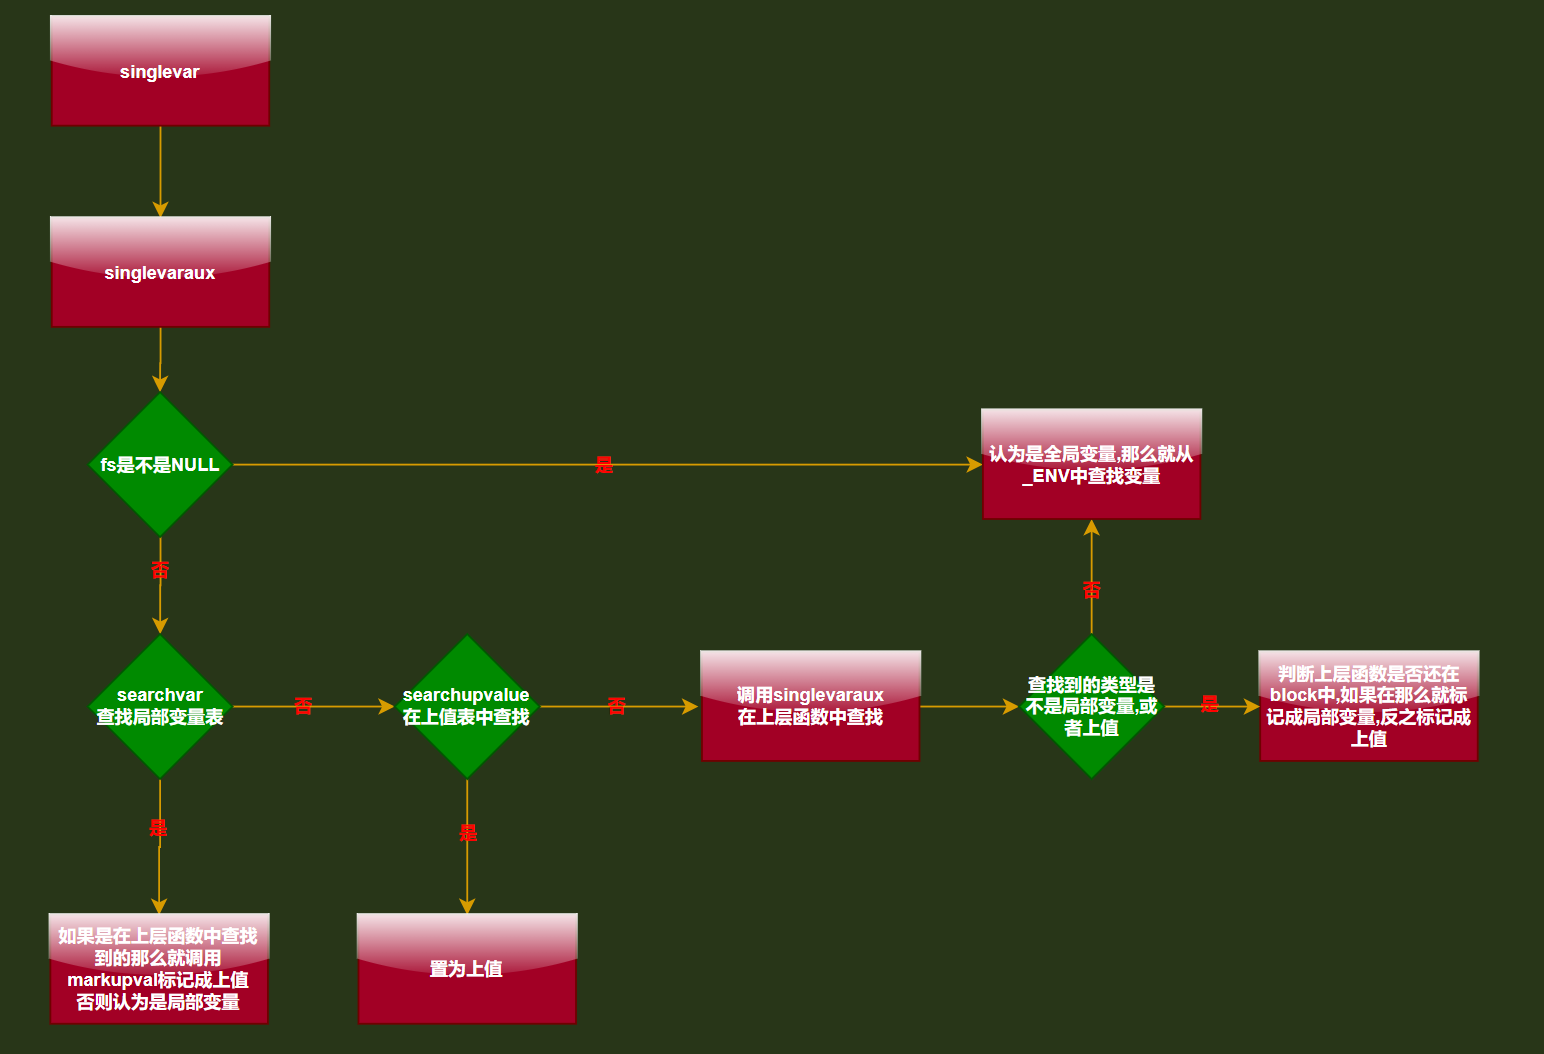 singlevar
singlevaraux
fs是不是NULL
是
认为是全局变量,那么就从
_ENV中查找变量
否
否
searchvar
查找局部变量表
否
searchupvalue
在上值表中查找
否
调用singlevaraux
在上层函数中查找
查找到的类型是
不是局部变量,或
者上值
是
判断上层函数是否还在
block中,如果在那么就标
记成局部变量,反之标记成
上值
是
是
如果是在上层函数中查找
到的那么就调用
markupval标记成上值
否则认为是局部变量
置为上值